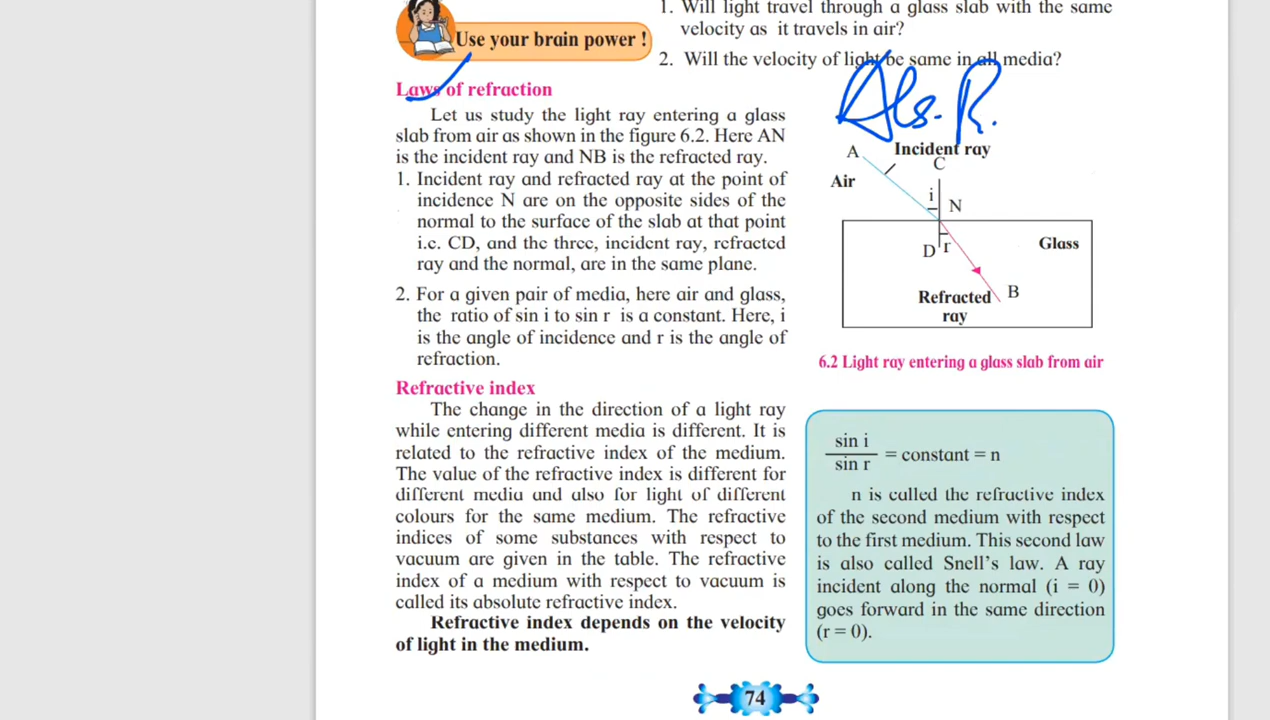 1. Will light travel through a glass slab with the same
velocity as it travels in air?
Use your brain power !
2. Will the velocity of light be same in all media?
Laws of refraction
Let us study the light ray entering a glass
slab from air as shown in the figure 6.2. Here AN
is the incident ray and NB is the refracted ray.
1. Incident ray and refracted ray at the point of
incidence N are on the opposite sides of the
normal to the surface of the slab at that point
i.e. CD, and the three, incident ray, refracted
ray and the normal, are in the same plane.
2. For a given pair of media, here air and glass,
the ratio of sin i to sin r is a constant. Here, i
is the angle of incidence and r is the angle of
refraction.
Refractive index
The change in the direction of a light ray
while entering different media is different. It is
related to the refractive index of the medium.
The value of the refractive index is different for
different media and also for light of different
colours for the same medium. The refractive
indices of some substances with respect to
vacuum are given in the table. The refractive
index of a medium with respect to vacuum is
called its absolute refractive index.
Refractive index depends on the velocity
of light in the medium.
A
Incident ray
C
Air
i
N
D
r
Glass
Refracted
ray
B
6.2 Light ray entering a glass slab from air
sin i
sin r
= constant = n
n is called the refractive index
of the second medium with respect
to the first medium. This second law
is also called Snell's law. A ray
incident along the normal (i = 0)
goes forward in the same direction
(r = 0).
74